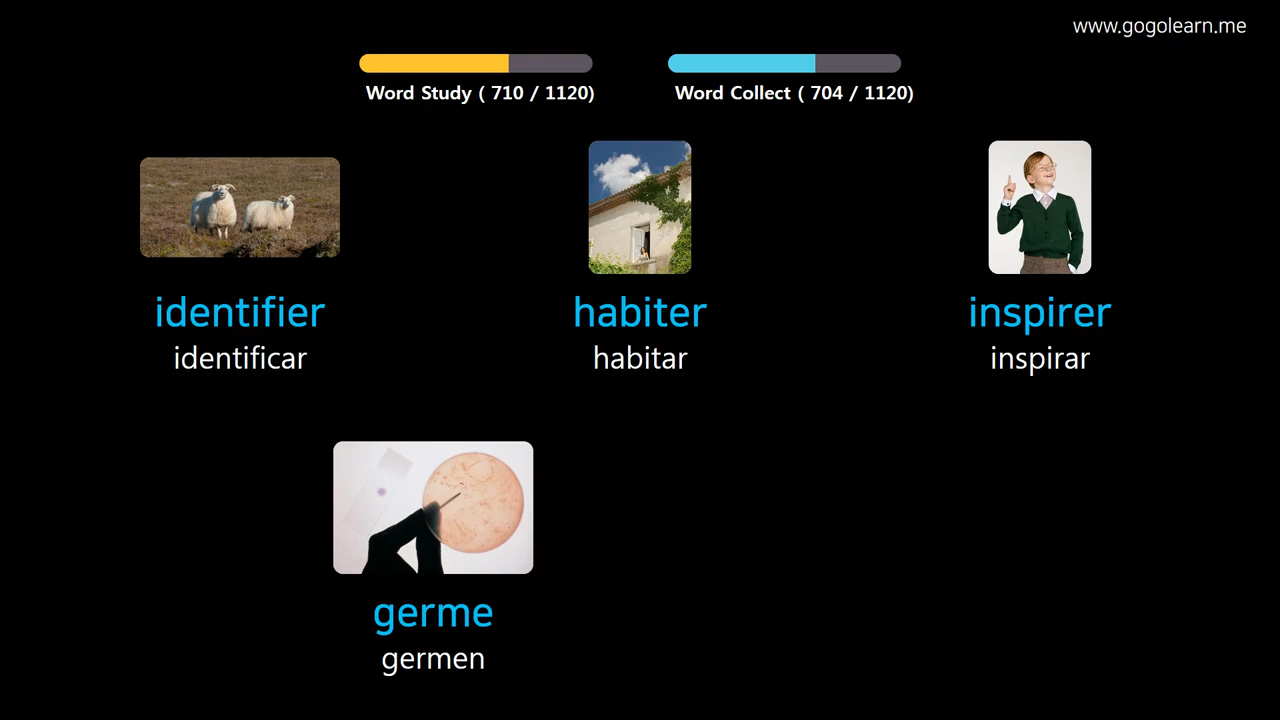 www.gogolearn.me
Word Study ( 710 / 1120)
Word Collect ( 704 / 1120)
identifier
identificar
habiter
habitar
inspirer
inspirar
germe
germen